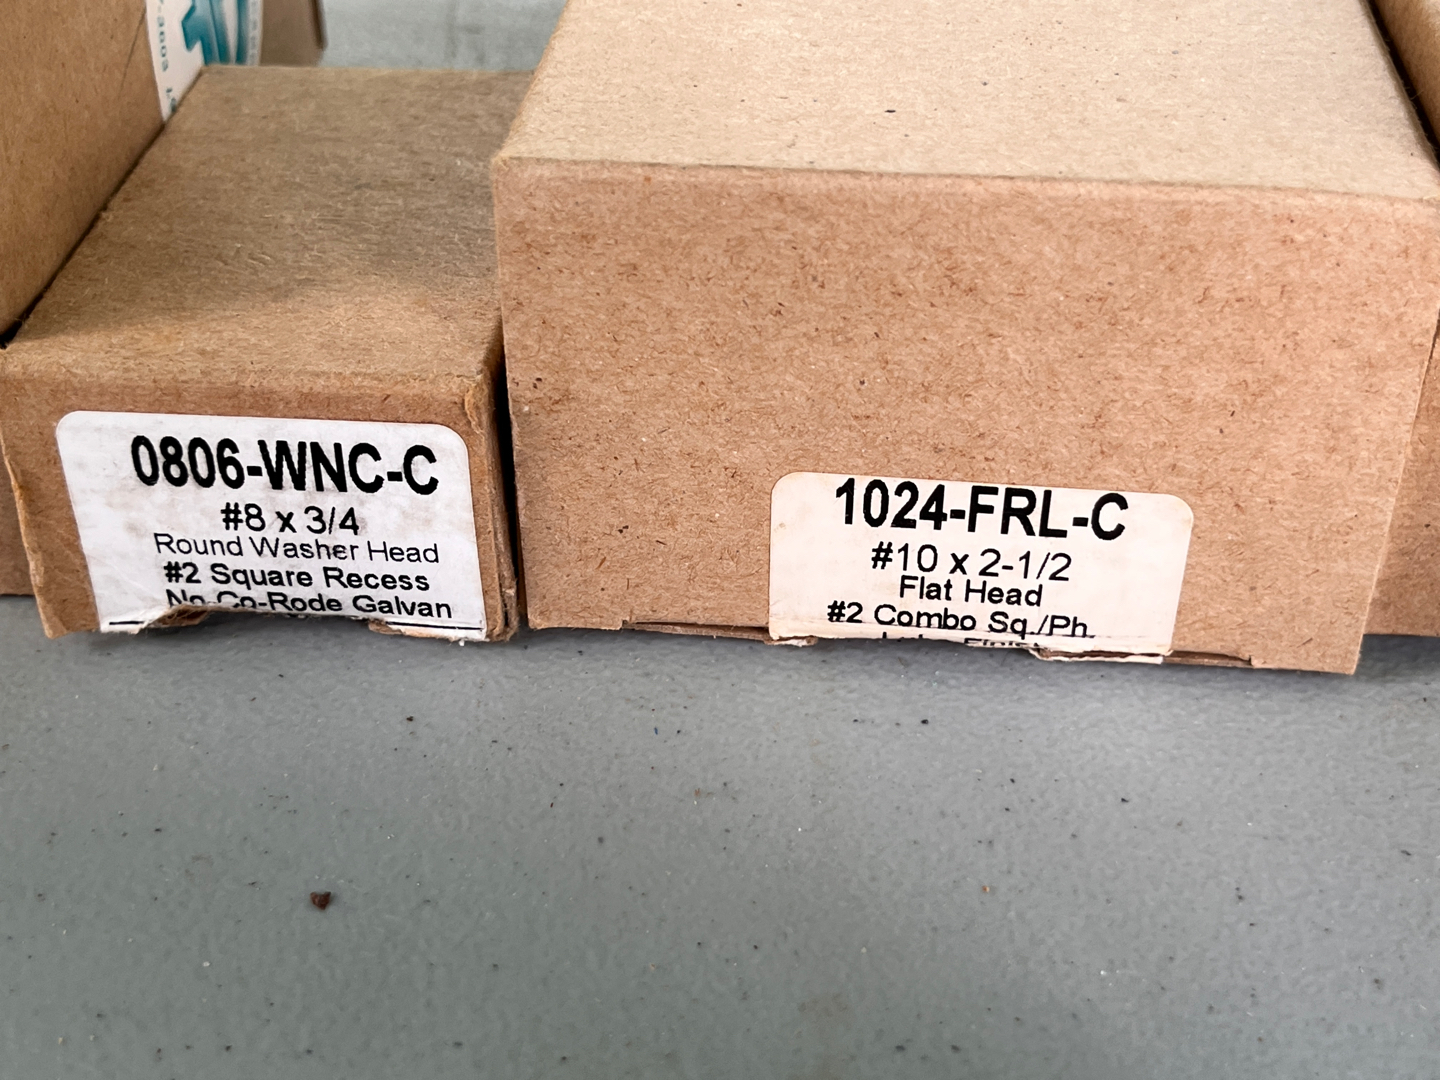 0806-WNC-C
#8 x 3/4
Round Washer Head
#2 Square Recess
No Co-Rode Galvan
1024-FRL-C
#10 x 2-1/2
Flat Head
#2 Combo Sq./Ph.